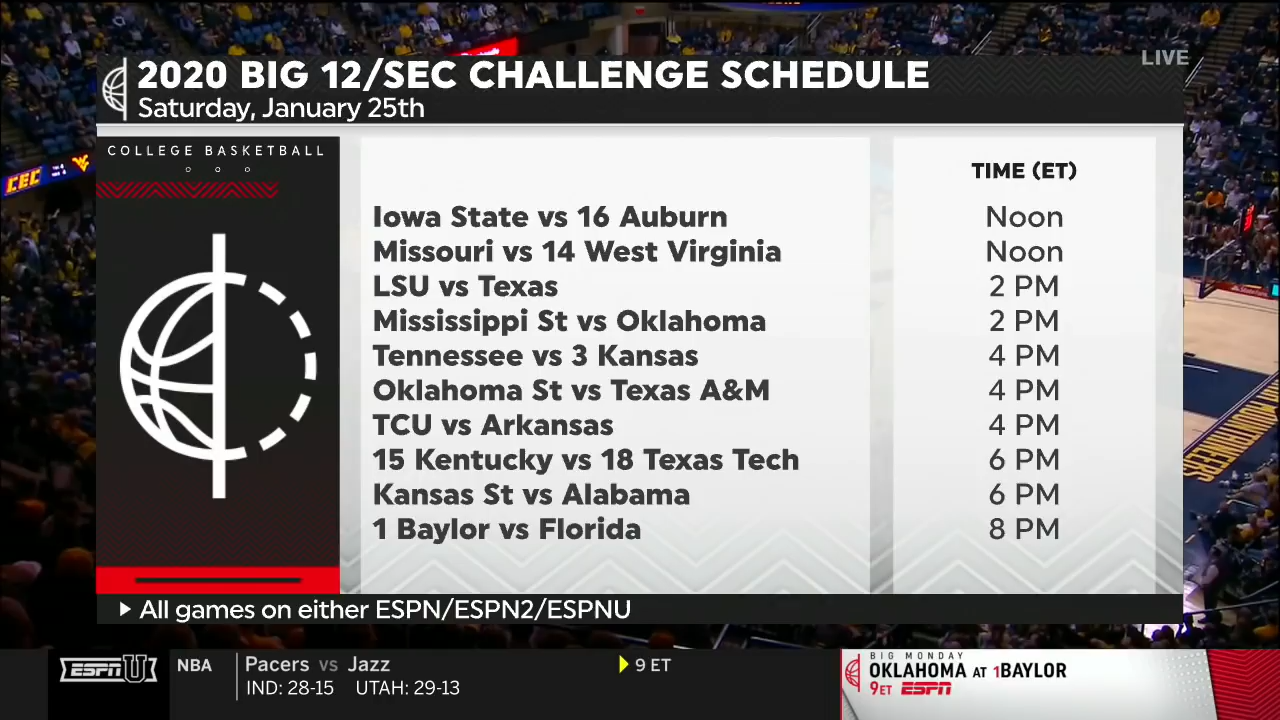 LIVE
2020 BIG 12/SEC CHALLENGE SCHEDULE
Saturday, January 25th
COLLEGE BASKETBALL
TIME (ET)
Iowa State vs 16 Auburn Noon
Missouri vs 14 West Virginia Noon
LSU vs Texas 2 PM
Mississippi St vs Oklahoma 2 PM
Tennessee vs 3 Kansas 4 PM
Oklahoma St vs Texas A&M 4 PM
TCU vs Arkansas 4 PM
15 Kentucky vs 18 Texas Tech 6 PM
Kansas St vs Alabama 6 PM
1 Baylor vs Florida 8 PM
All games on either ESPN/ESPN2/ESPNU
CEC
ESPNU NBA Pacers vs Jazz 9 ET
IND: 28-15 UTAH: 29-13
BIG MONDAY
OKLAHOMA AT 1BAYLOR
9ET ESPN